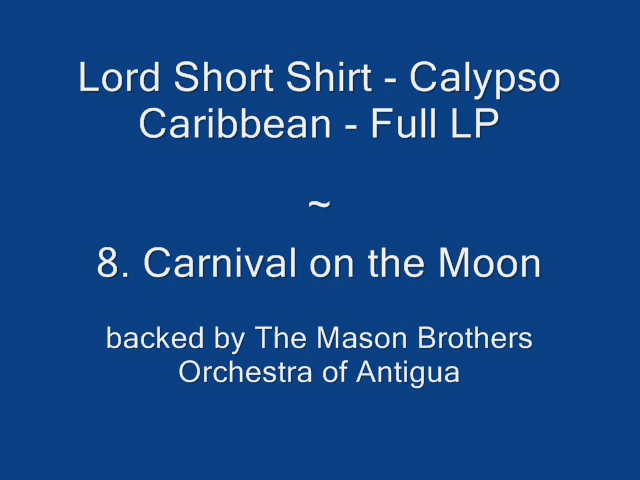 Lord Short Shirt - Calypso
Caribbean - Full LP
~
8. Carnival on the Moon
backed by The Mason Brothers
Orchestra of Antigua